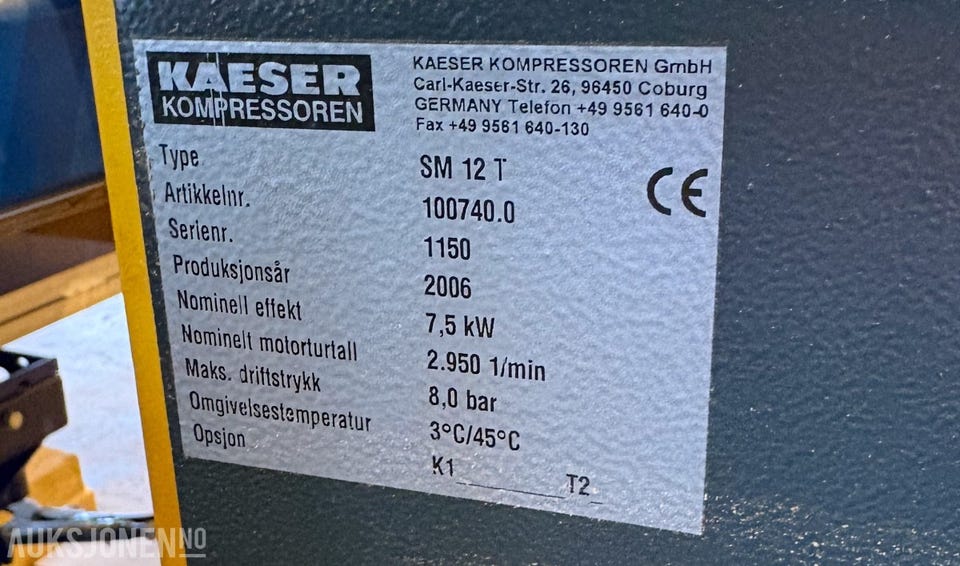 KAESER
KOMPRESSOREN
KAESER KOMPRESSOREN GmbH
Carl-Kaeser-Str. 26, 96450 Coburg
GERMANY Telefon +49 9561 640-0
Fax +49 9561 640-130
CE
Type SM 12 T
Artikkelnr. 100740.0
Serienr. 1150
Produksjonsår 2006
Nominell effekt 7,5 kW
Nominelt motorturtall 2.950 1/min
Maks. driftstrykk 8,0 bar
Omgivelsestemperatur 3°C/45°C
Opsjon K1_________T2_
AUKSJONEN.NO